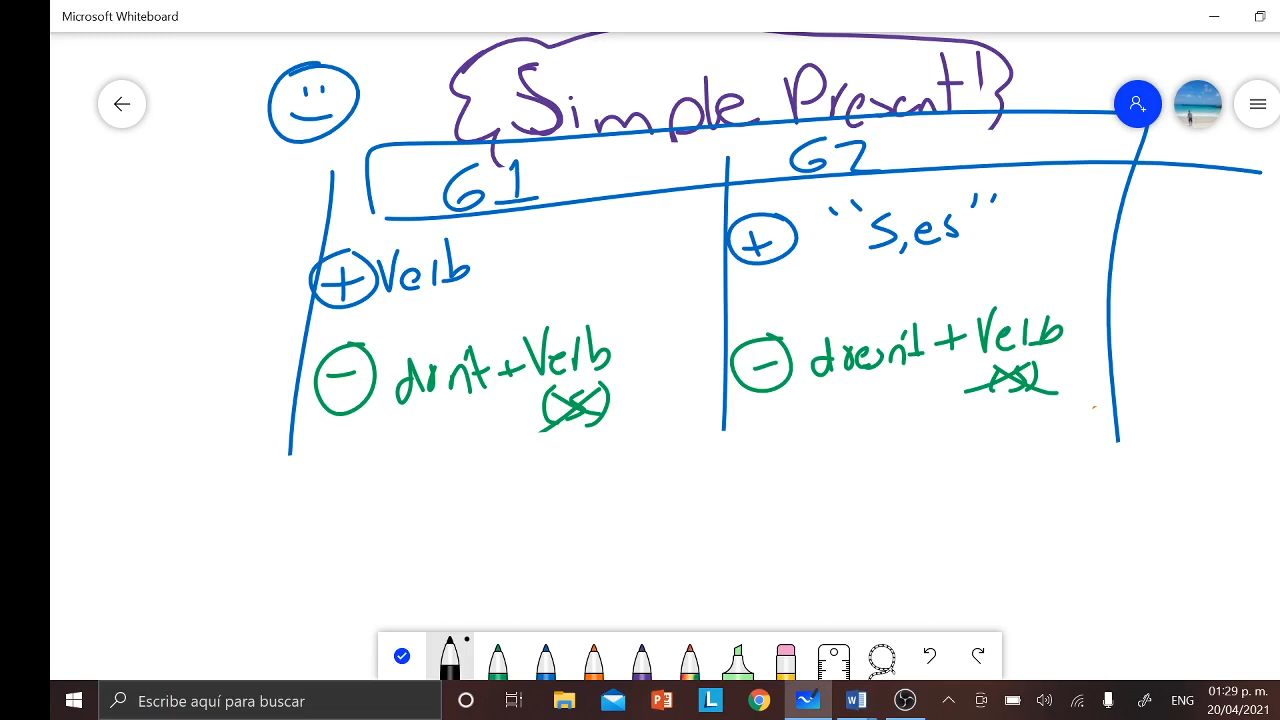 Microsoft Whiteboard
{Simple Present!}
G1 G2
+ Verb
+ "s,es"
- don't + Verb
(s)
- doesn't + Verb
(s)
Escribe aquí para buscar
ENG
01:29 p. m.
20/04/2021